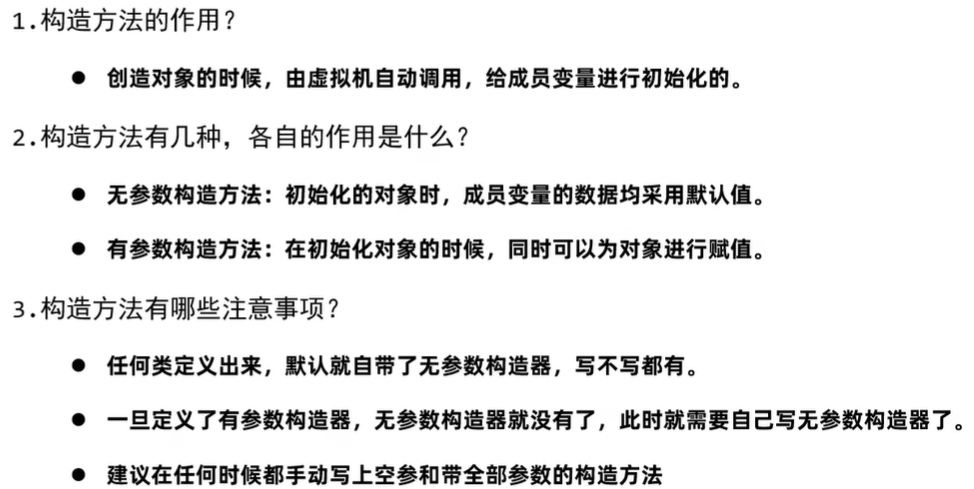 1.构造方法的作用？
● 创造对象的时候，由虚拟机自动调用，给成员变量进行初始化的。
2.构造方法有几种，各自的作用是什么？
● 无参数构造方法：初始化的对象时，成员变量的数据均采用默认值。
● 有参数构造方法：在初始化对象的时候，同时可以为对象进行赋值。
3.构造方法有哪些注意事项？
● 任何类定义出来，默认就自带了无参数构造器，写不写都有。
● 一旦定义了有参数构造器，无参数构造器就没有了，此时就需要自己写无参数构造器了。
● 建议在任何时候都手动写上空参和带全部参数的构造方法